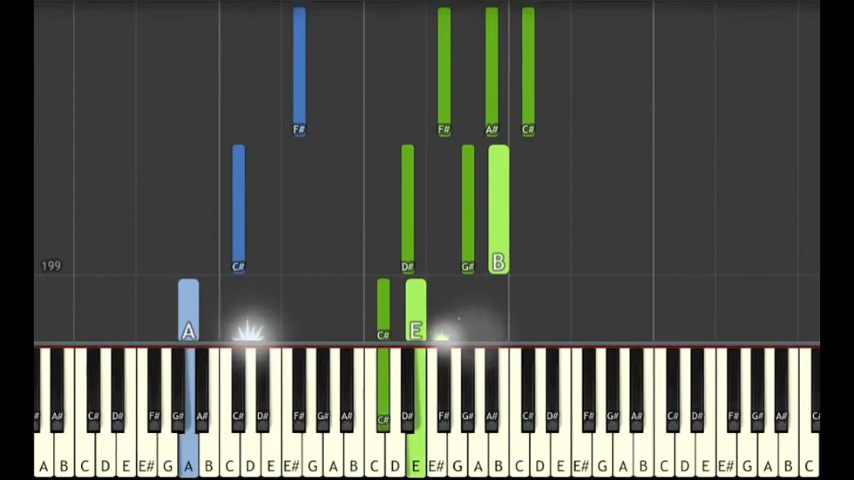 F# F# A# C#
199 C# D# G# B
A C# E
# A# C# D# F# G# A# C# D# F# G# A# C# D# F# G# A# C# D# F# G# A# C# D# F# G# A# C
A B C D E E# G A B C D E E# G A B C D E E# G A B C D E E# G A B C D E E# G A B C